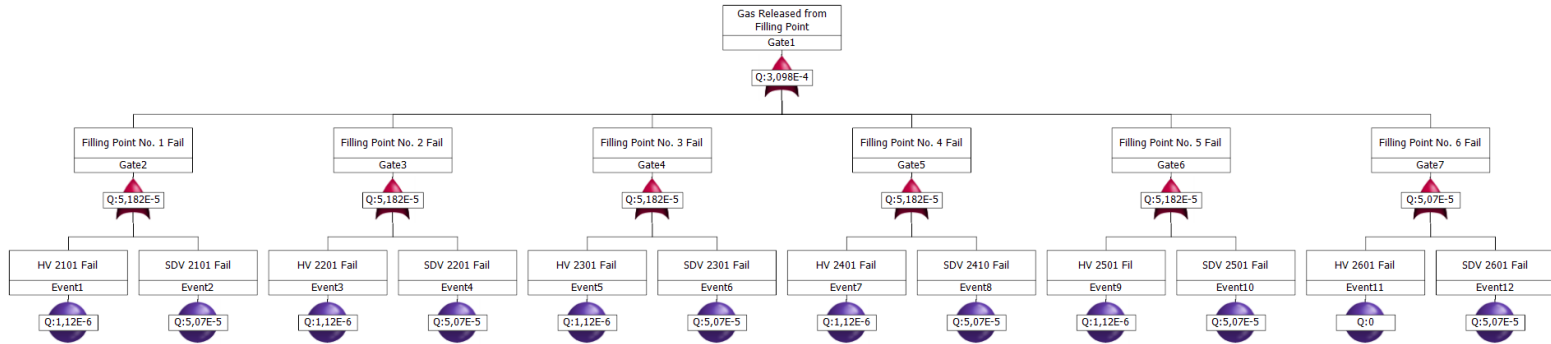 Gas Released from
Filling Point
Gate1
Q:3,098E-4
Filling Point No. 1 Fail
Gate2
Q:5,182E-5
Filling Point No. 2 Fail
Gate3
Q:5,182E-5
Filling Point No. 3 Fail
Gate4
Q:5,182E-5
Filling Point No. 4 Fail
Gate5
Q:5,182E-5
Filling Point No. 5 Fail
Gate6
Q:5,182E-5
Filling Point No. 6 Fail
Gate7
Q:5,07E-5
HV 2101 Fail
Event1
Q:1,12E-6
SDV 2101 Fail
Event2
Q:5,07E-5
HV 2201 Fail
Event3
Q:1,12E-6
SDV 2201 Fail
Event4
Q:5,07E-5
HV 2301 Fail
Event5
Q:1,12E-6
SDV 2301 Fail
Event6
Q:5,07E-5
HV 2401 Fail
Event7
Q:1,12E-6
SDV 2410 Fail
Event8
Q:5,07E-5
HV 2501 Fil
Event9
Q:1,12E-6
SDV 2501 Fail
Event10
Q:5,07E-5
HV 2601 Fail
Event11
Q:0
SDV 2601 Fail
Event12
Q:5,07E-5